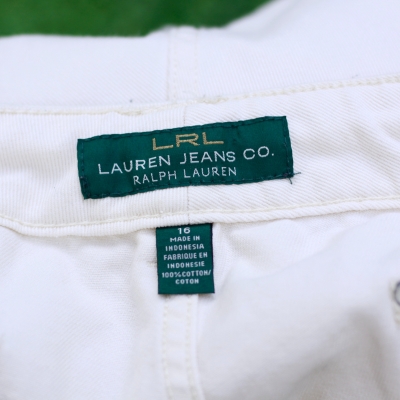 LRL
LAUREN JEANS CO.
RALPH LAUREN
16
MADE IN
INDONESIA
FABRIQUE EN
INDONESIE
100%COTTON/
COTON